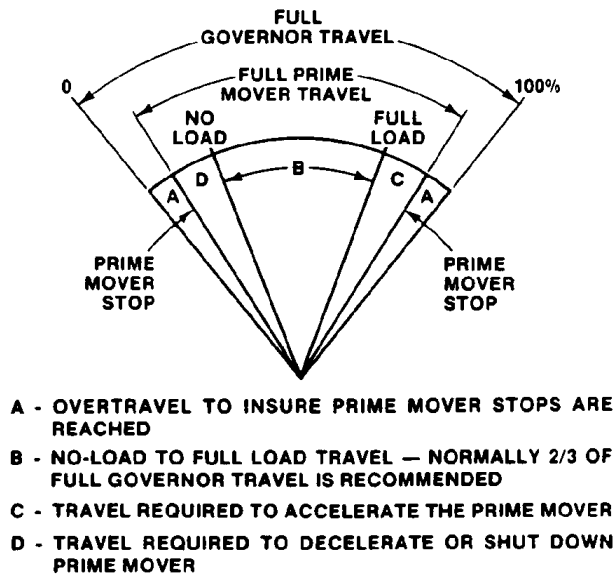 FULL
GOVERNOR TRAVEL
0
100%
FULL PRIME
MOVER TRAVEL
NO
LOAD
FULL
LOAD
A
D
B
C
A
PRIME
MOVER
STOP
PRIME
MOVER
STOP
A - OVERTRAVEL TO INSURE PRIME MOVER STOPS ARE
REACHED
B - NO-LOAD TO FULL LOAD TRAVEL — NORMALLY 2/3 OF
FULL GOVERNOR TRAVEL IS RECOMMENDED
C - TRAVEL REQUIRED TO ACCELERATE THE PRIME MOVER
D - TRAVEL REQUIRED TO DECELERATE OR SHUT DOWN
PRIME MOVER